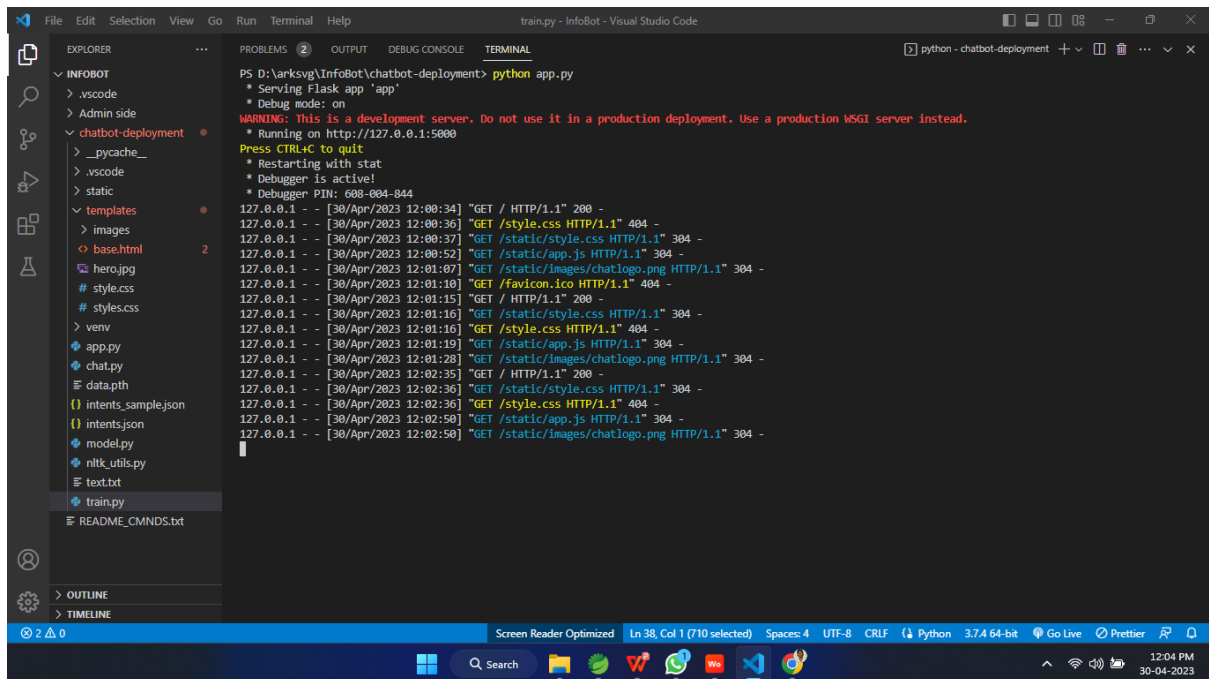 File Edit Selection View Go Run Terminal Help train.py - InfoBot - Visual Studio Code
EXPLORER ...
PROBLEMS 2 OUTPUT DEBUG CONSOLE TERMINAL python - chatbot-deployment
INFOBOT
.vscode
Admin side
chatbot-deployment
__pycache__
.vscode
static
templates
images
base.html 2
hero.jpg
style.css
styles.css
venv
app.py
chat.py
data.pth
intents_sample.json
intents.json
model.py
nltk_utils.py
text.txt
train.py
README_CMNDS.txt
OUTLINE
TIMELINE
PS D:\arksvg\InfoBot\chatbot-deployment> python app.py
* Serving Flask app 'app'
* Debug mode: on
WARNING: This is a development server. Do not use it in a production deployment. Use a production WSGI server instead.
* Running on http://127.0.0.1:5000
Press CTRL+C to quit
* Restarting with stat
* Debugger is active!
* Debugger PIN: 608-004-844
127.0.0.1 - - [30/Apr/2023 12:00:34] "GET / HTTP/1.1" 200 -
127.0.0.1 - - [30/Apr/2023 12:00:36] "GET /style.css HTTP/1.1" 404 -
127.0.0.1 - - [30/Apr/2023 12:00:37] "GET /static/style.css HTTP/1.1" 304 -
127.0.0.1 - - [30/Apr/2023 12:00:52] "GET /static/app.js HTTP/1.1" 304 -
127.0.0.1 - - [30/Apr/2023 12:01:07] "GET /static/images/chatlogo.png HTTP/1.1" 304 -
127.0.0.1 - - [30/Apr/2023 12:01:10] "GET /favicon.ico HTTP/1.1" 404 -
127.0.0.1 - - [30/Apr/2023 12:01:15] "GET / HTTP/1.1" 200 -
127.0.0.1 - - [30/Apr/2023 12:01:16] "GET /static/style.css HTTP/1.1" 304 -
127.0.0.1 - - [30/Apr/2023 12:01:16] "GET /style.css HTTP/1.1" 404 -
127.0.0.1 - - [30/Apr/2023 12:01:19] "GET /static/app.js HTTP/1.1" 304 -
127.0.0.1 - - [30/Apr/2023 12:01:28] "GET /static/images/chatlogo.png HTTP/1.1" 304 -
127.0.0.1 - - [30/Apr/2023 12:02:35] "GET / HTTP/1.1" 200 -
127.0.0.1 - - [30/Apr/2023 12:02:36] "GET /static/style.css HTTP/1.1" 304 -
127.0.0.1 - - [30/Apr/2023 12:02:36] "GET /style.css HTTP/1.1" 404 -
127.0.0.1 - - [30/Apr/2023 12:02:50] "GET /static/app.js HTTP/1.1" 304 -
127.0.0.1 - - [30/Apr/2023 12:02:50] "GET /static/images/chatlogo.png HTTP/1.1" 304 -
2 0 Screen Reader Optimized Ln 38, Col 1 (710 selected) Spaces: 4 UTF-8 CRLF Python 3.7.4 64-bit Go Live Prettier
Search Wo 12:04 PM
30-04-2023